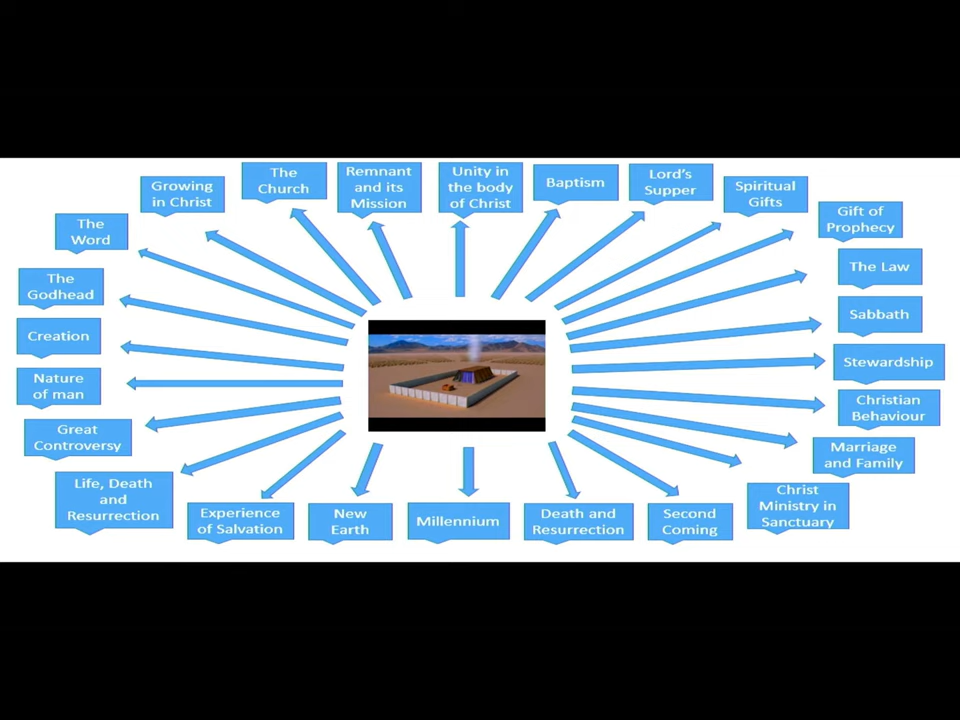 The
Word
Growing
in Christ
The
Church
Remnant
and its
Mission
Unity in
the body
of Christ
Baptism
Lord's
Supper
Spiritual
Gifts
Gift of
Prophecy
The Law
Sabbath
Stewardship
Christian
Behaviour
Marriage
and Family
Christ
Ministry in
Sanctuary
Second
Coming
Death and
Resurrection
Millennium
New
Earth
Experience
of Salvation
Life, Death
and
Resurrection
Great
Controversy
Nature
of man
Creation
The
Godhead